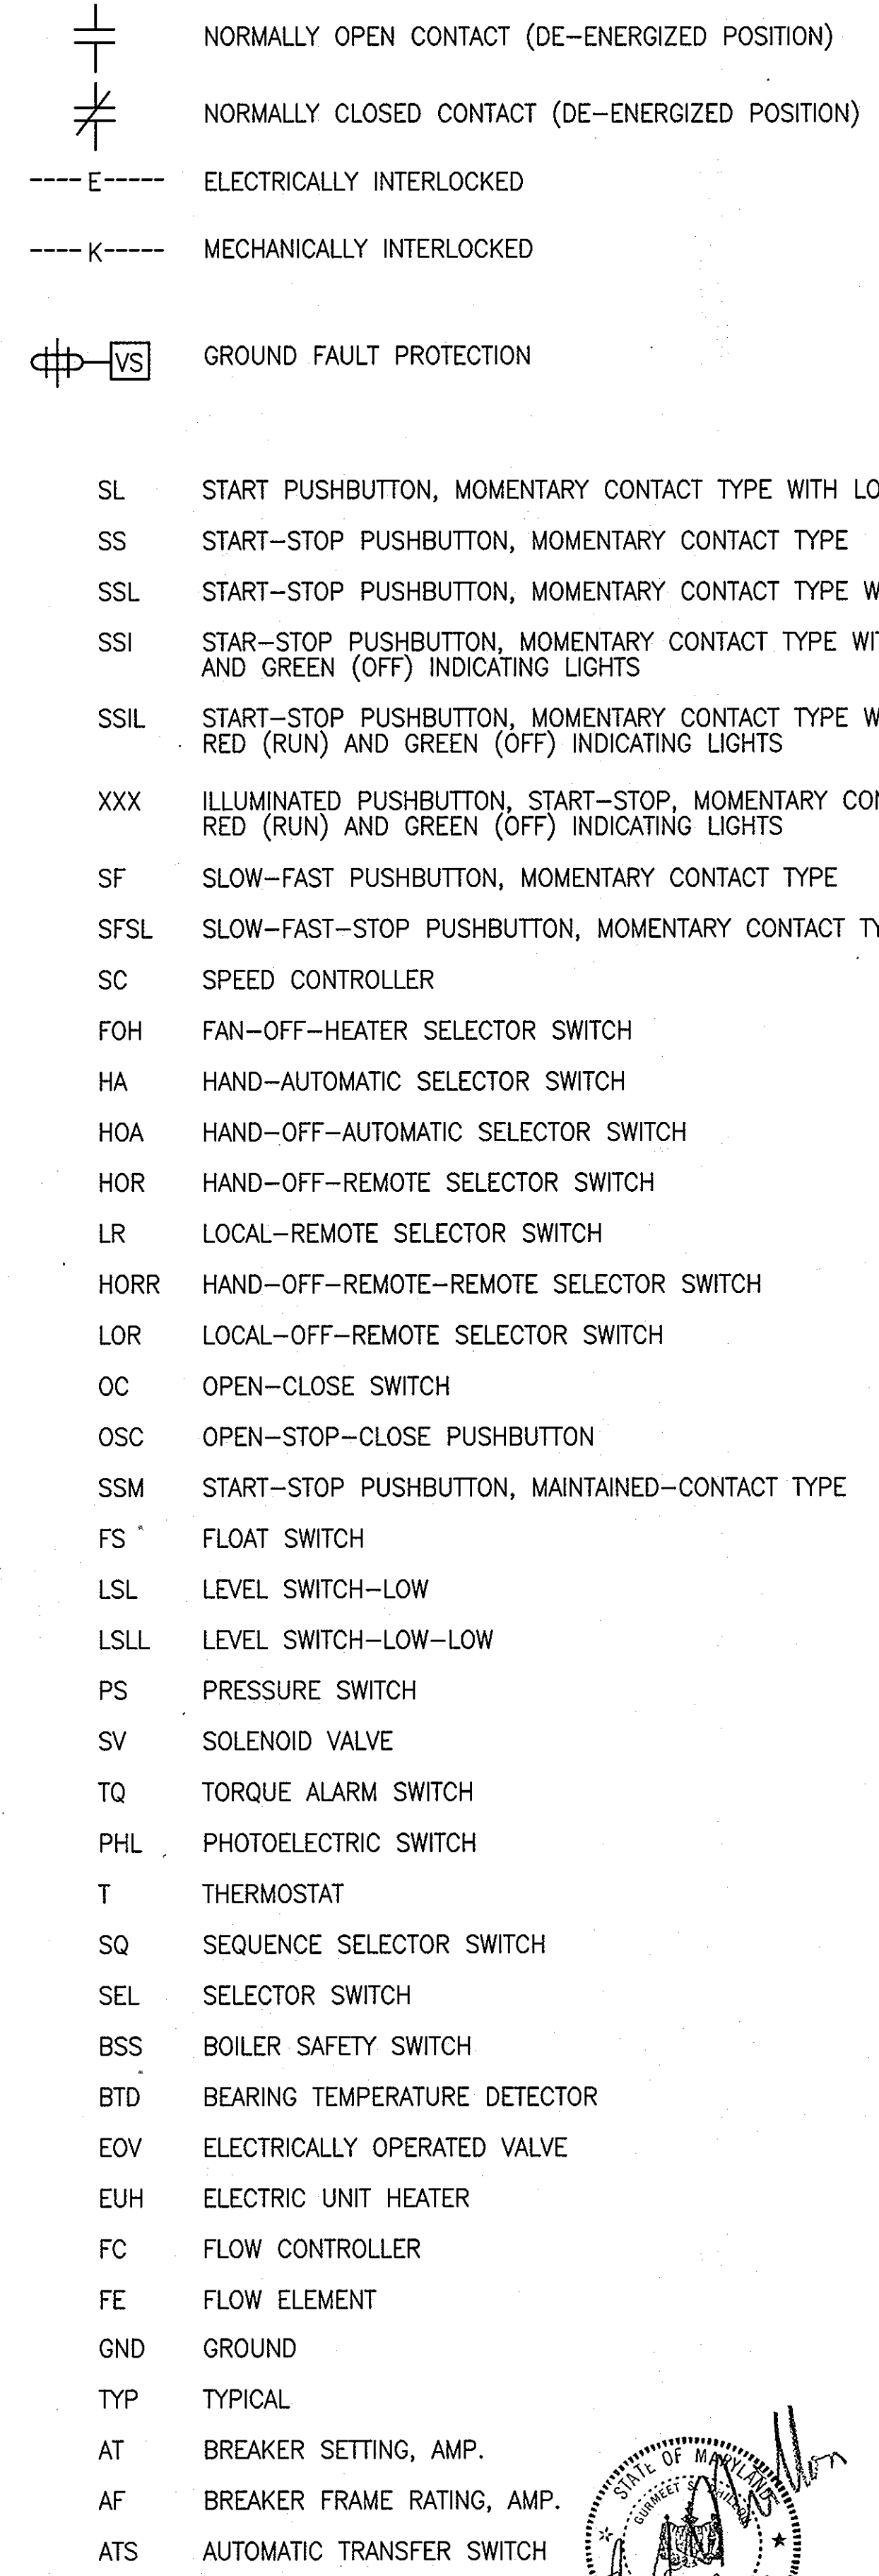 NORMALLY OPEN CONTACT (DE-ENERGIZED POSITION)
NORMALLY CLOSED CONTACT (DE-ENERGIZED POSITION)
----E----- ELECTRICALLY INTERLOCKED
----K----- MECHANICALLY INTERLOCKED
VS GROUND FAULT PROTECTION
SL START PUSHBUTTON, MOMENTARY CONTACT TYPE WITH LO
SS START-STOP PUSHBUTTON, MOMENTARY CONTACT TYPE
SSL START-STOP PUSHBUTTON, MOMENTARY CONTACT TYPE W
SSI STAR-STOP PUSHBUTTON, MOMENTARY CONTACT TYPE WI
AND GREEN (OFF) INDICATING LIGHTS
SSIL START-STOP PUSHBUTTON, MOMENTARY CONTACT TYPE W
RED (RUN) AND GREEN (OFF) INDICATING LIGHTS
XXX ILLUMINATED PUSHBUTTON, START-STOP, MOMENTARY CON
RED (RUN) AND GREEN (OFF) INDICATING LIGHTS
SF SLOW-FAST PUSHBUTTON, MOMENTARY CONTACT TYPE
SFSL SLOW-FAST-STOP PUSHBUTTON, MOMENTARY CONTACT TY
SC SPEED CONTROLLER
FOH FAN-OFF-HEATER SELECTOR SWITCH
HA HAND-AUTOMATIC SELECTOR SWITCH
HOA HAND-OFF-AUTOMATIC SELECTOR SWITCH
HOR HAND-OFF-REMOTE SELECTOR SWITCH
LR LOCAL-REMOTE SELECTOR SWITCH
HORR HAND-OFF-REMOTE-REMOTE SELECTOR SWITCH
LOR LOCAL-OFF-REMOTE SELECTOR SWITCH
OC OPEN-CLOSE SWITCH
OSC OPEN-STOP-CLOSE PUSHBUTTON
SSM START-STOP PUSHBUTTON, MAINTAINED-CONTACT TYPE
FS FLOAT SWITCH
LSL LEVEL SWITCH-LOW
LSLL LEVEL SWITCH-LOW-LOW
PS PRESSURE SWITCH
SV SOLENOID VALVE
TQ TORQUE ALARM SWITCH
PHL PHOTOELECTRIC SWITCH
T THERMOSTAT
SQ SEQUENCE SELECTOR SWITCH
SEL SELECTOR SWITCH
BSS BOILER SAFETY SWITCH
BTD BEARING TEMPERATURE DETECTOR
EOV ELECTRICALLY OPERATED VALVE
EUH ELECTRIC UNIT HEATER
FC FLOW CONTROLLER
FE FLOW ELEMENT
GND GROUND
TYP TYPICAL
AT BREAKER SETTING, AMP.
AF BREAKER FRAME RATING, AMP.
ATS AUTOMATIC TRANSFER SWITCH
STATE OF MARYLAND
GURMEET S. DHILLON